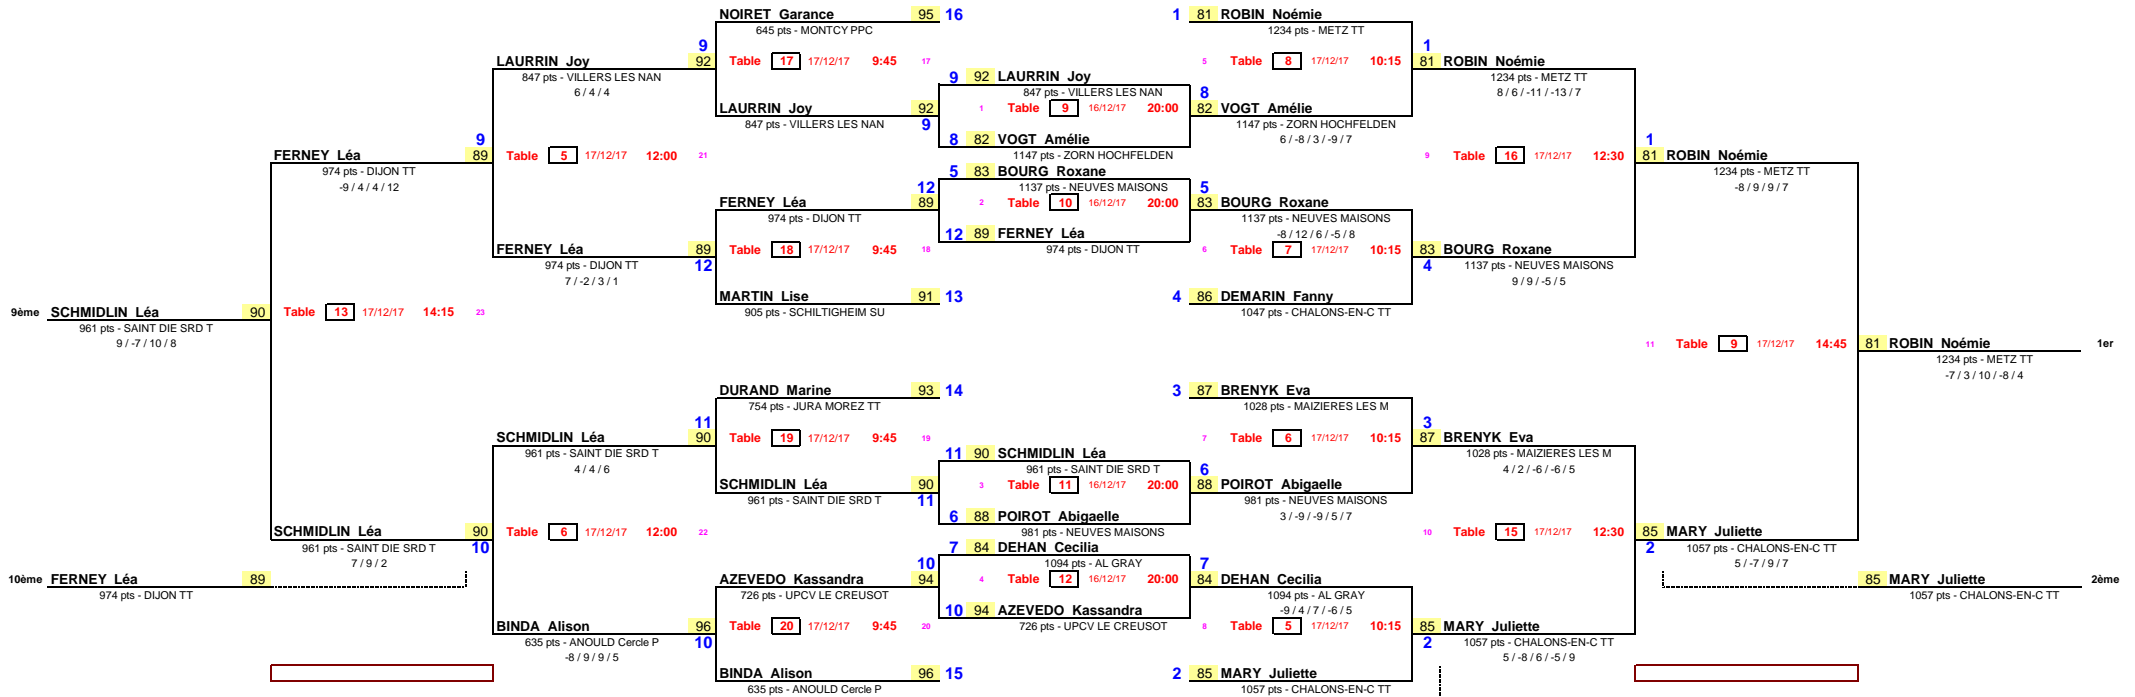 NOIRET Garance 95 16 1 81 ROBIN Noémie
645 pts - MONTCY PPC 1234 pts - METZ TT
9 1
LAURRIN Joy 92 Table 17 17/12/17 9:45 17 5 Table 8 17/12/17 10:15 81 ROBIN Noémie
847 pts - VILLERS LES NAN 9 92 LAURRIN Joy 1234 pts - METZ TT
6 / 4 / 4 847 pts - VILLERS LES NAN 8 8 / 6 / -11 / -13 / 7
LAURRIN Joy 92 1 Table 9 16/12/17 20:00 82 VOGT Amélie
847 pts - VILLERS LES NAN 9 1147 pts - ZORN HOCHFELDEN
9 8 82 VOGT Amélie 6 / -8 / 3 / -9 / 7 1
FERNEY Léa 89 Table 5 17/12/17 12:00 21 1147 pts - ZORN HOCHFELDEN 9 Table 16 17/12/17 12:30 81 ROBIN Noémie
974 pts - DIJON TT 5 83 BOURG Roxane 1234 pts - METZ TT
-9 / 4 / 4 / 12 12 1137 pts - NEUVES MAISONS 5 -8 / 9 / 9 / 7
FERNEY Léa 89 2 Table 10 16/12/17 20:00 83 BOURG Roxane
974 pts - DIJON TT 1137 pts - NEUVES MAISONS
12 89 FERNEY Léa -8 / 12 / 6 / -5 / 8
FERNEY Léa 89 Table 18 17/12/17 9:45 18 974 pts - DIJON TT 6 Table 7 17/12/17 10:15 83 BOURG Roxane
974 pts - DIJON TT 12 4 1137 pts - NEUVES MAISONS
7 / -2 / 3 / 1 9 / 9 / -5 / 5
MARTIN Lise 91 13 4 86 DEMARIN Fanny
905 pts - SCHILTIGHEIM SU 1047 pts - CHALONS-EN-C TT
9ème SCHMIDLIN Léa 90 Table 13 17/12/17 14:15 23
961 pts - SAINT DIE SRD T
9 / -7 / 10 / 8 11 Table 9 17/12/17 14:45 81 ROBIN Noémie 1er
1234 pts - METZ TT
-7 / 3 / 10 / -8 / 4
DURAND Marine 93 14 3 87 BRENYK Eva
754 pts - JURA MOREZ TT 1028 pts - MAIZIERES LES M
11 3
SCHMIDLIN Léa 90 Table 19 17/12/17 9:45 19 7 Table 6 17/12/17 10:15 87 BRENYK Eva
961 pts - SAINT DIE SRD T 11 90 SCHMIDLIN Léa 1028 pts - MAIZIERES LES M
4 / 4 / 6 961 pts - SAINT DIE SRD T 6 4 / 2 / -6 / -6 / 5
SCHMIDLIN Léa 90 3 Table 11 16/12/17 20:00 88 POIROT Abigaelle
961 pts - SAINT DIE SRD T 11 981 pts - NEUVES MAISONS
6 88 POIROT Abigaelle 3 / -9 / -9 / 5 / 7
SCHMIDLIN Léa 90 Table 6 17/12/17 12:00 22 981 pts - NEUVES MAISONS 10 Table 15 17/12/17 12:30 85 MARY Juliette
961 pts - SAINT DIE SRD T 10 7 84 DEHAN Cecilia 2 1057 pts - CHALONS-EN-C TT
7 / 9 / 2 10 1094 pts - AL GRAY 7 5 / -7 / 9 / 7
10ème FERNEY Léa 89 AZEVEDO Kassandra 94 4 Table 12 16/12/17 20:00 84 DEHAN Cecilia 85 MARY Juliette 2ème
974 pts - DIJON TT 726 pts - UPCV LE CREUSOT 1094 pts - AL GRAY 1057 pts - CHALONS-EN-C TT
10 94 AZEVEDO Kassandra -9 / 4 / 7 / -6 / 5
BINDA Alison 96 Table 20 17/12/17 9:45 20 726 pts - UPCV LE CREUSOT 8 Table 5 17/12/17 10:15 85 MARY Juliette
635 pts - ANOULD Cercle P 10 2 1057 pts - CHALONS-EN-C TT
-8 / 9 / 9 / 5 5 / -8 / 6 / -5 / 9
BINDA Alison 96 15 2 85 MARY Juliette
635 pts - ANOULD Cercle P 1057 pts - CHALONS-EN-C TT